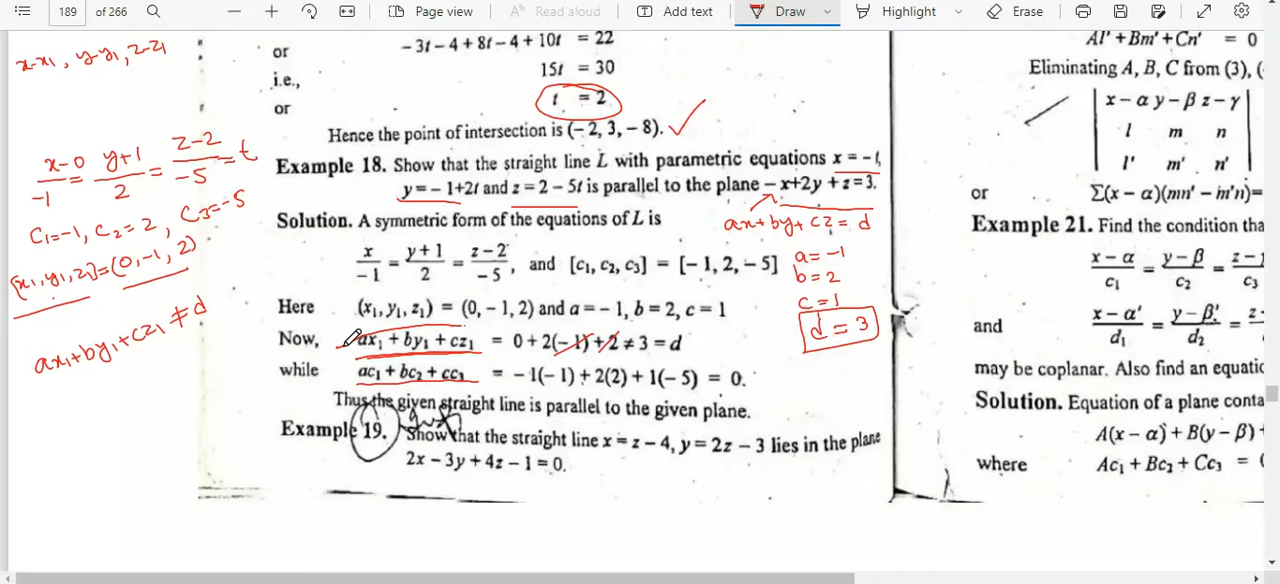 189 of 266 Page view Read aloud Add text Draw Highlight Erase
x-x₁, y-y₁, z-z₁
or -3t - 4 + 8t - 4 + 10t = 22
i.e., 15t = 30
or t = 2
Hence the point of intersection is (- 2, 3, - 8).
Example 18. Show that the straight line L with parametric equations x = -t,
y = - 1+2t and z = 2 - 5t is parallel to the plane - x+2y + z = 3.
Solution. A symmetric form of the equations of L is
x/-1 = y+1/2 = z-2/-5, and [c₁, c₂, c₃] = [- 1, 2, - 5]
Here (x₁, y₁, z₁) = (0, - 1, 2) and a = - 1, b = 2, c = 1
Now, ax₁ + by₁ + cz₁ = 0 + 2(- 1) + 2 ≠ 3 = d
while ac₁ + bc₂ + cc₃ = - 1(- 1) + 2(2) + 1(- 5) = 0.
Thus the given straight line is parallel to the given plane.
Example 19. Show that the straight line x = z - 4, y = 2z - 3 lies in the plane
2x - 3y + 4z - 1 = 0.
x-0/-1 = y+1/2 = z-2/-5 = t
C₁=-1, C₂=2, C₃=-5
(x₁,y₁,z₁)=(0,-1,2)
ax₁+by₁+cz₁≠d
ax+by+cz=d
a=-1
b=2
c=1
d=3
Al' + Bm' + Cn' = 0
Eliminating A, B, C from (3), (
x - α y - β z - γ
l m n
l' m' n'
or Σ(x - α)(mn' - m'n) =
Example 21. Find the condition tha
x-α/c₁ = y-β/c₂ = z-/c₃
and x-α'/d₁ = y-β'/d₂ = z-
may be coplanar. Also find an equatic
Solution. Equation of a plane conta
A(x - α) + B(y - β) +
where Ac₁ + Bc₂ + Cc₃ = (